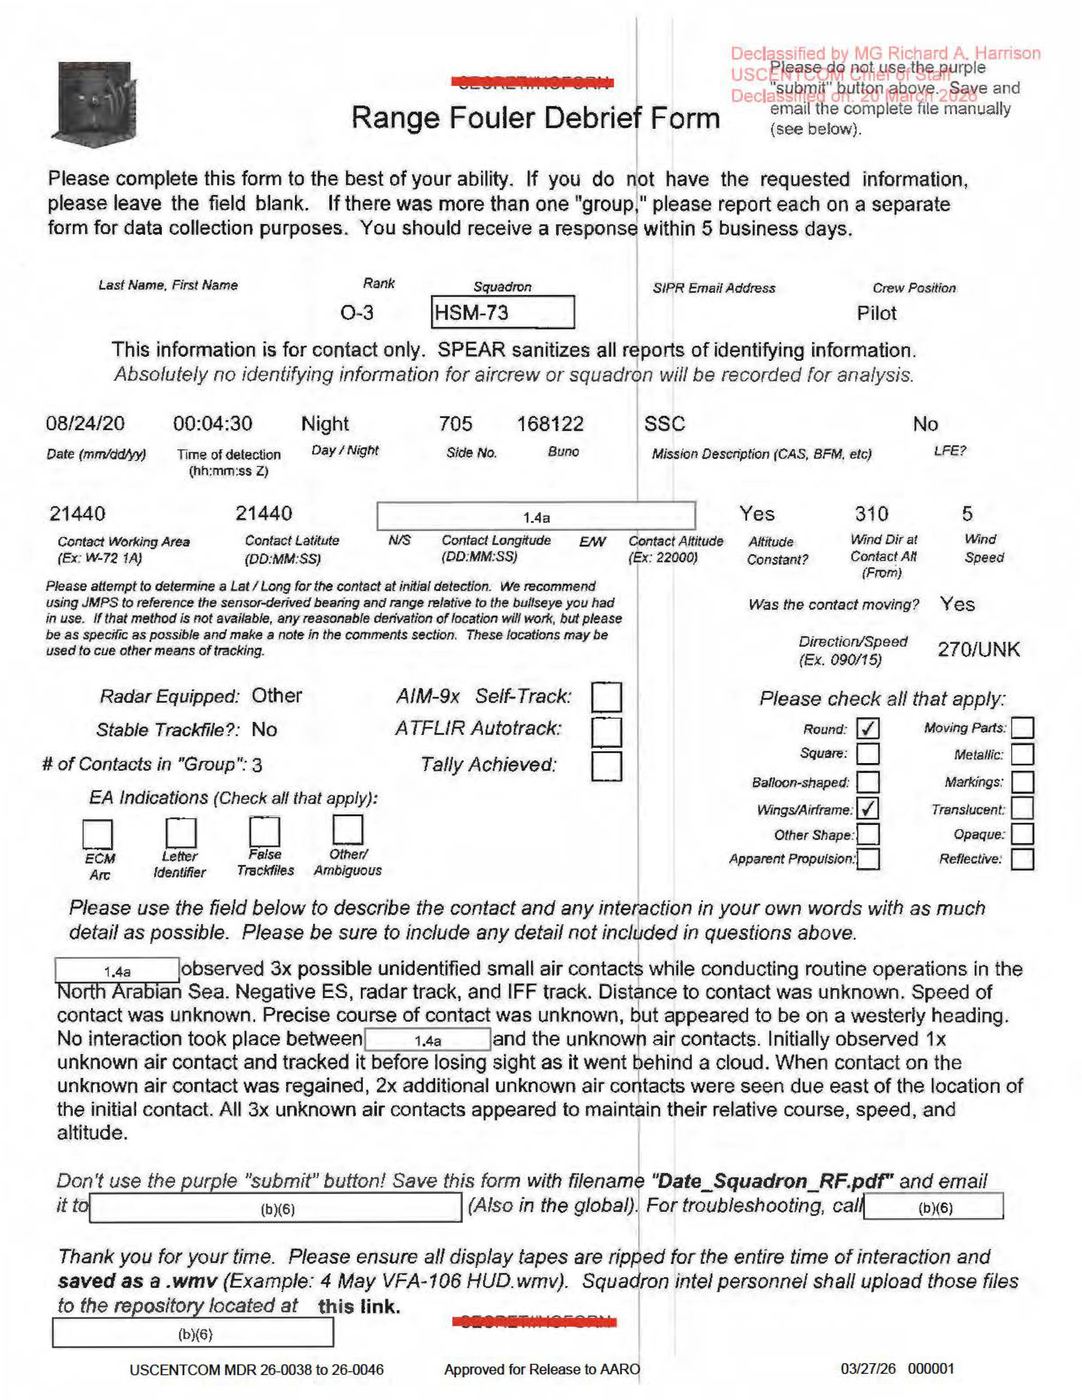 Declassified by MG Richard A. Harrison
USCENTCOM Chief of Staff
Declassified on: 20 March 2026
Please do not use the purple
"submit" button above. Save and
email the complete file manually
(see below).
SECRET//NOFORN
Range Fouler Debrief Form
Please complete this form to the best of your ability. If you do not have the requested information,
please leave the field blank. If there was more than one "group," please report each on a separate
form for data collection purposes. You should receive a response within 5 business days.
Last Name, First Name Rank Squadron SIPR Email Address Crew Position
O-3 HSM-73 Pilot
This information is for contact only. SPEAR sanitizes all reports of identifying information.
Absolutely no identifying information for aircrew or squadron will be recorded for analysis.
08/24/20 00:04:30 Night 705 168122 SSC No
Date (mm/dd/yy) Time of detection Day / Night Side No. Buno Mission Description (CAS, BFM, etc) LFE?
(hh:mm:ss Z)
21440 21440 1.4a Yes 310 5
Contact Working Area Contact Latitute N/S Contact Longitude E/W Contact Altitude Altitude Wind Dir at Wind
(Ex: W-72 1A) (DD:MM:SS) (DD:MM:SS) (Ex: 22000) Constant? Contact Alt Speed
(From)
Please attempt to determine a Lat / Long for the contact at initial detection. We recommend
using JMPS to reference the sensor-derived bearing and range relative to the bullseye you had
in use. If that method is not available, any reasonable derivation of location will work, but please
be as specific as possible and make a note in the comments section. These locations may be
used to cue other means of tracking.
Was the contact moving? Yes
Direction/Speed 270/UNK
(Ex. 090/15)
Radar Equipped: Other AIM-9x Self-Track: Please check all that apply:
Stable Trackfile?: No ATFLIR Autotrack: Round: ✓ Moving Parts:
Square: Metallic:
# of Contacts in "Group": 3 Tally Achieved: Balloon-shaped: Markings:
EA Indications (Check all that apply): Wings/Airframe: ✓ Translucent:
Other Shape: Opaque:
ECM Letter False Other/ Apparent Propulsion: Reflective:
Arc Identifier Trackfiles Ambiguous
Please use the field below to describe the contact and any interaction in your own words with as much
detail as possible. Please be sure to include any detail not included in questions above.
1.4a observed 3x possible unidentified small air contacts while conducting routine operations in the
North Arabian Sea. Negative ES, radar track, and IFF track. Distance to contact was unknown. Speed of
contact was unknown. Precise course of contact was unknown, but appeared to be on a westerly heading.
No interaction took place between 1.4a and the unknown air contacts. Initially observed 1x
unknown air contact and tracked it before losing sight as it went behind a cloud. When contact on the
unknown air contact was regained, 2x additional unknown air contacts were seen due east of the location of
the initial contact. All 3x unknown air contacts appeared to maintain their relative course, speed, and
altitude.
Don't use the purple "submit" button! Save this form with filename "Date_Squadron_RF.pdf" and email
it to (b)(6) (Also in the global). For troubleshooting, call (b)(6)
Thank you for your time. Please ensure all display tapes are ripped for the entire time of interaction and
saved as a .wmv (Example: 4 May VFA-106 HUD.wmv). Squadron intel personnel shall upload those files
to the repository located at this link.
SECRET//NOFORN
(b)(6)
USCENTCOM MDR 26-0038 to 26-0046 Approved for Release to AARO 03/27/26 000001